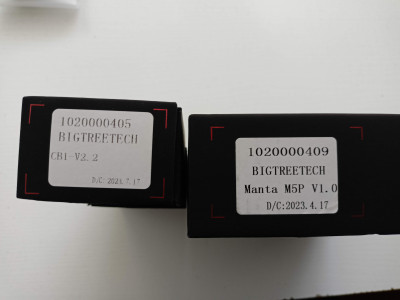 1020000405
BIGTREETECH
CB1-V2.2
D/C:2023.7.17
1020000409
BIGTREETECH
Manta M5P V1.0
D/C:2023.4.17